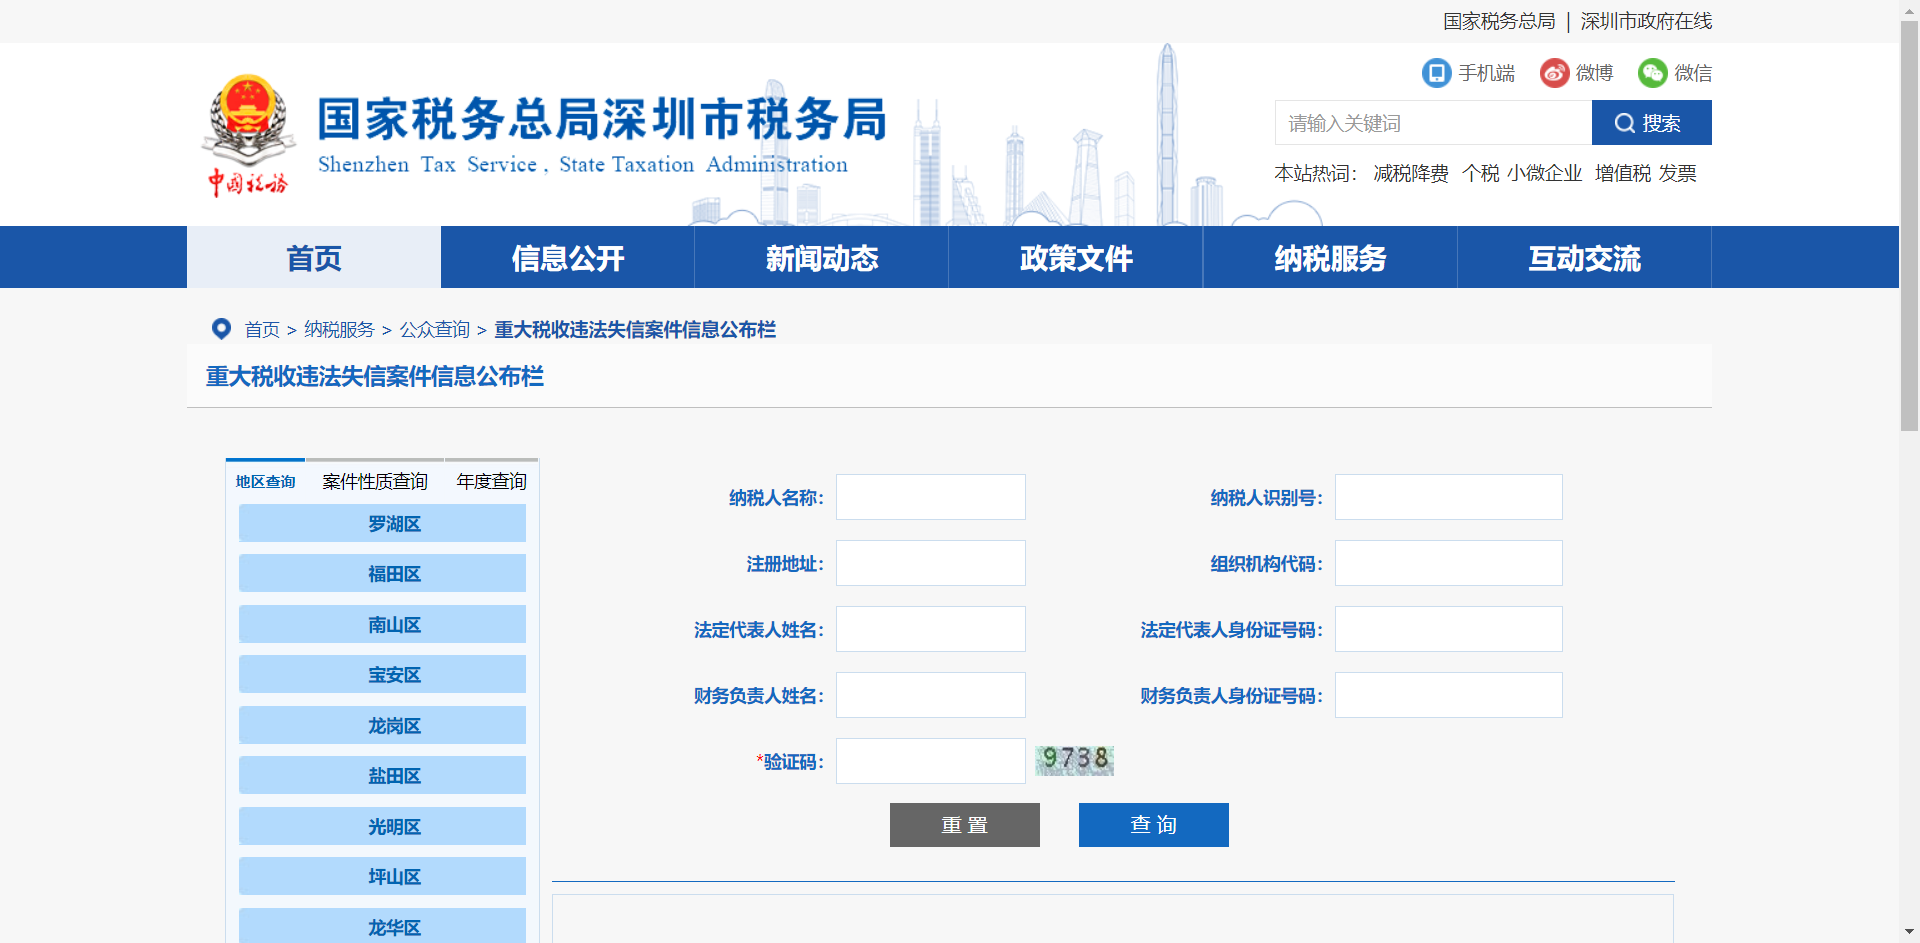 国家税务总局 | 深圳市政府在线
手机端 微博 微信
国家税务总局深圳市税务局
Shenzhen Tax Service, State Taxation Administration
中国税务
请输入关键词 搜索
本站热词： 减税降费 个税 小微企业 增值税 发票
首页 信息公开 新闻动态 政策文件 纳税服务 互动交流
首页 > 纳税服务 > 公众查询 > 重大税收违法失信案件信息公布栏
重大税收违法失信案件信息公布栏
地区查询 案件性质查询 年度查询
罗湖区
福田区
南山区
宝安区
龙岗区
盐田区
光明区
坪山区
龙华区
纳税人名称： 纳税人识别号：
注册地址： 组织机构代码：
法定代表人姓名： 法定代表人身份证号码：
财务负责人姓名： 财务负责人身份证号码：
*验证码： 9738
重 置 查 询